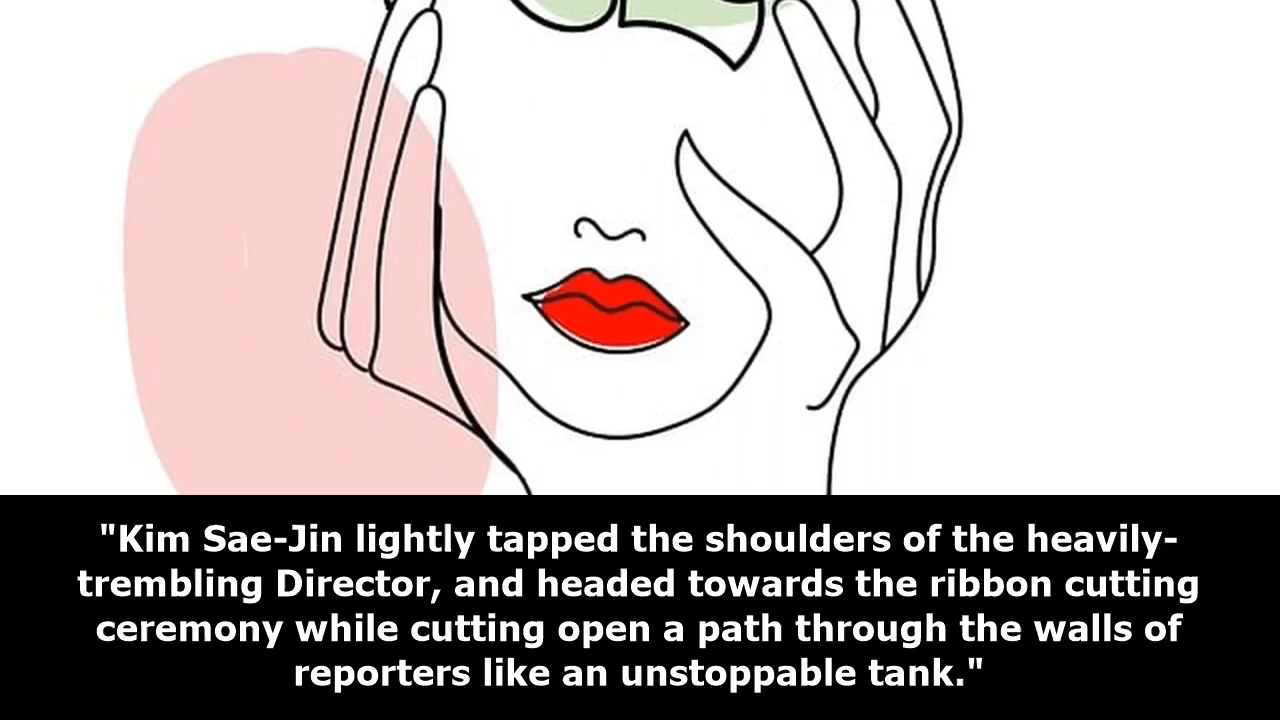 "Kim Sae-Jin lightly tapped the shoulders of the heavily-
trembling Director, and headed towards the ribbon cutting
ceremony while cutting open a path through the walls of
reporters like an unstoppable tank."